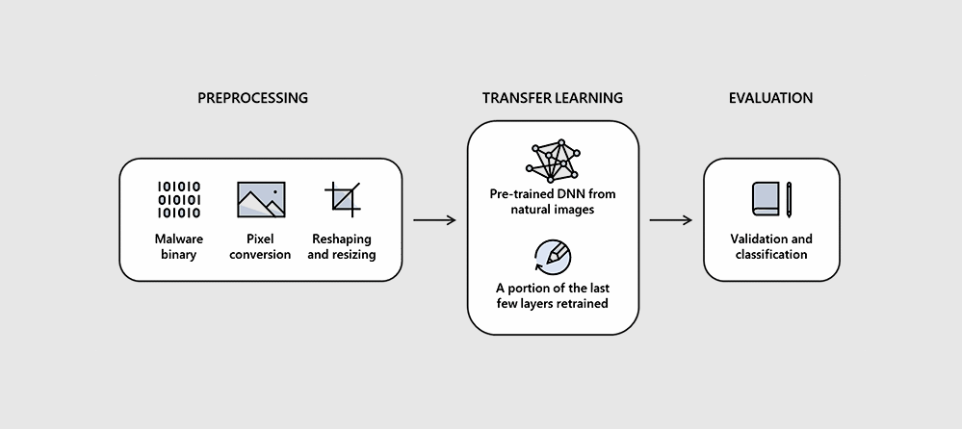 PREPROCESSING
TRANSFER LEARNING
EVALUATION
101010
010101
101010
Malware
binary
Pixel
conversion
Reshaping
and resizing
Pre-trained DNN from
natural images
A portion of the last
few layers retrained
Validation and
classification